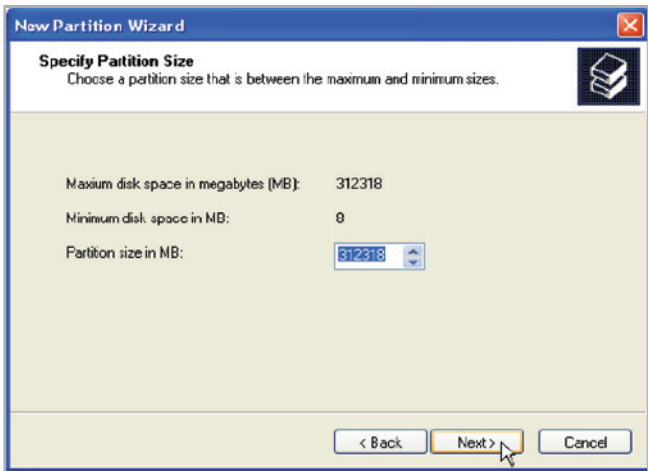 New Partition Wizard
Specify Partition Size
Choose a partition size that is between the maximum and minimum sizes.
Maxium disk space in megabytes (MB): 312318
Minimum disk space in MB: 8
Partition size in MB: 312318
< Back Next > Cancel